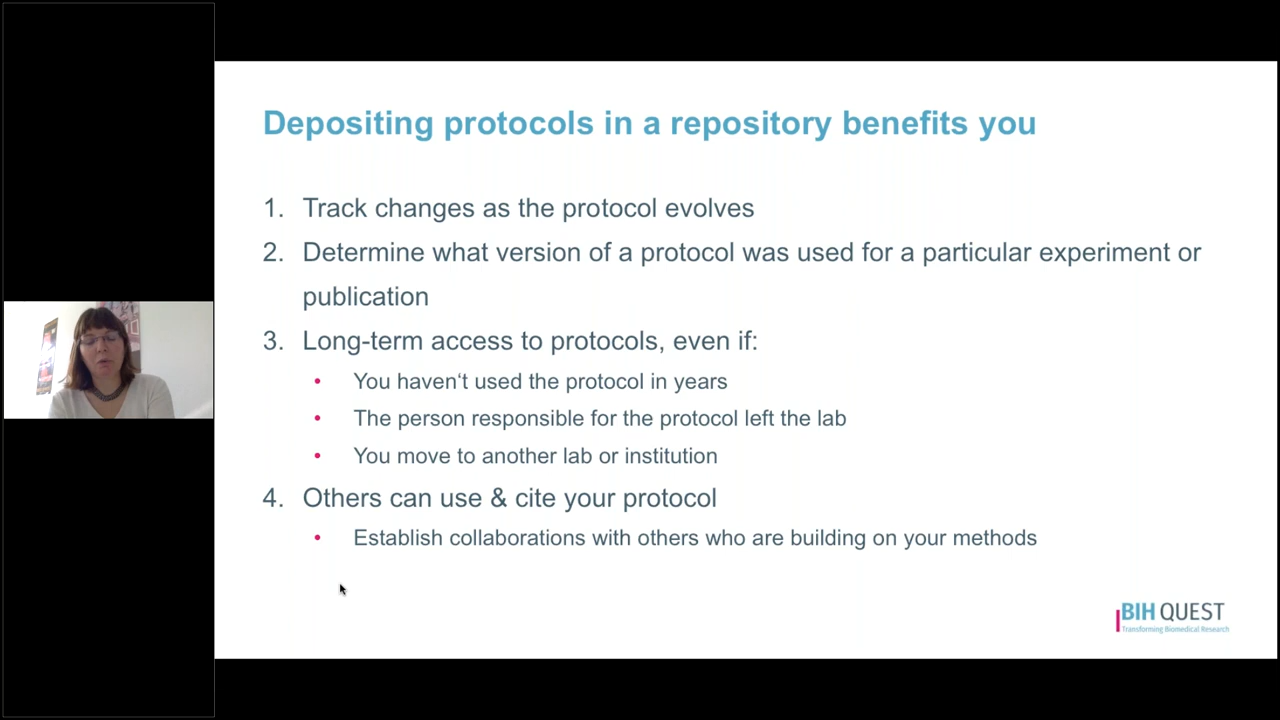 Depositing protocols in a repository benefits you
1. Track changes as the protocol evolves
2. Determine what version of a protocol was used for a particular experiment or
publication
3. Long-term access to protocols, even if:
• You haven‘t used the protocol in years
• The person responsible for the protocol left the lab
• You move to another lab or institution
4. Others can use & cite your protocol
• Establish collaborations with others who are building on your methods
BIH QUEST
Transforming Biomedical Research